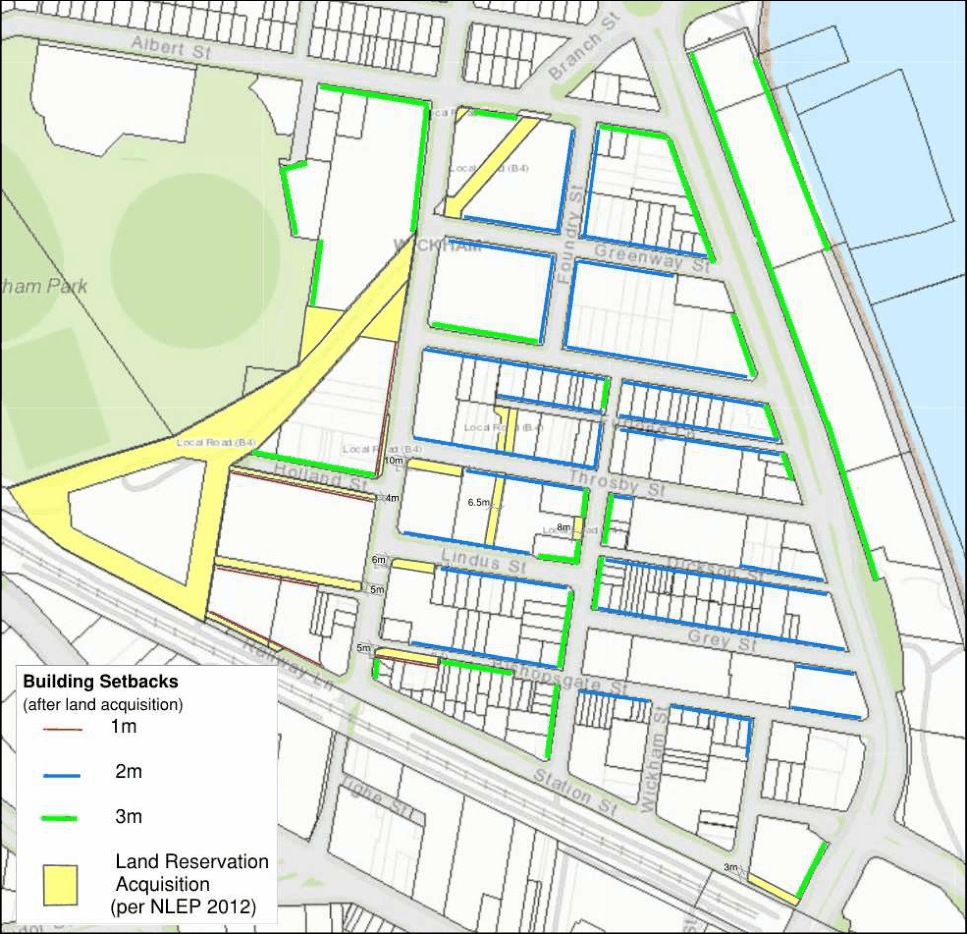 Albert St
Branch St
Local Road (B4)
WICKHAM
Foundry St
Greenway St
ham Park
Local Road (B4)
Local Road (B4)
Local Road (B4)
10m
Holland St
4m
Throsby St
6.5m
8m
Lindus St
6m
5m
Dickson St
Grey St
5m
Bishopsgate St
Railway Ln
Wickham St
Station St
3m
Building Setbacks
(after land acquisition)
1m
2m
3m
Land Reservation
Acquisition
(per NLEP 2012)